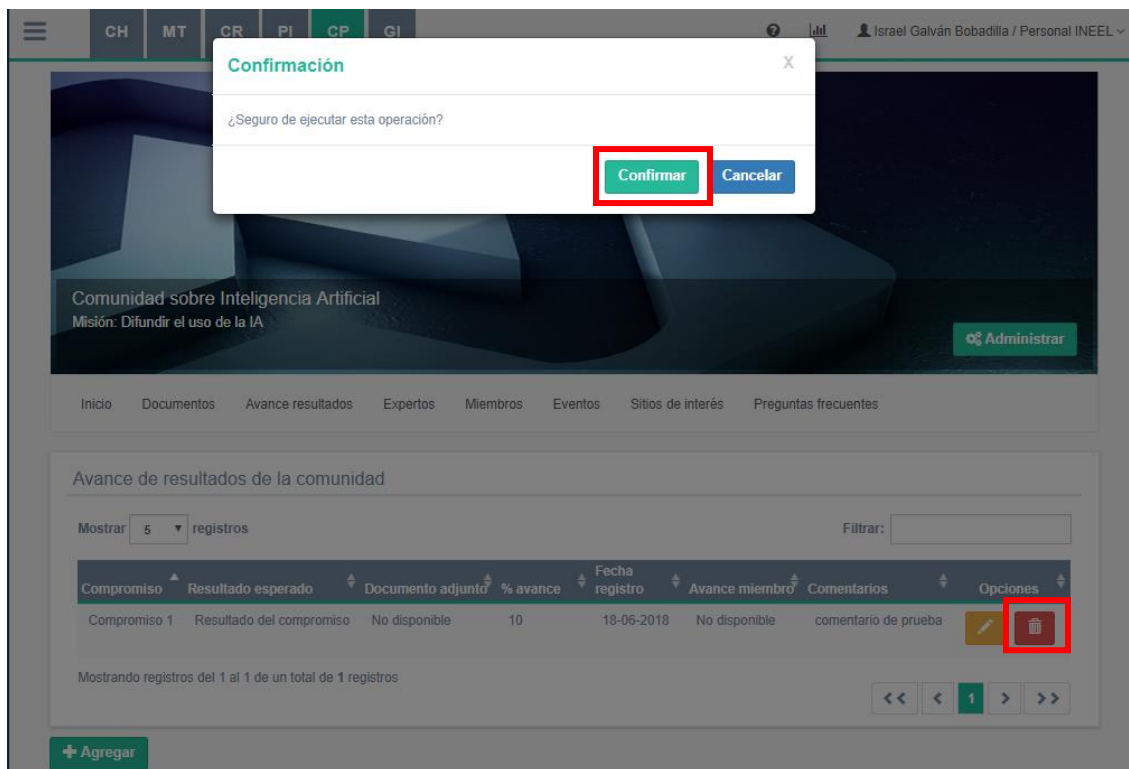 CH MT CR PI CP GI
Israel Galván Bobadilla / Personal INEEL
Confirmación
X
¿Seguro de ejecutar esta operación?
Confirmar Cancelar
Comunidad sobre Inteligencia Artificial
Misión: Difundir el uso de la IA
Administrar
Inicio Documentos Avance resultados Expertos Miembros Eventos Sitios de interés Preguntas frecuentes
Avance de resultados de la comunidad
Mostrar 5 registros Filtrar:
Compromiso Resultado esperado Documento adjunto % avance Fecha registro Avance miembro Comentarios Opciones
Compromiso 1 Resultado del compromiso No disponible 10 18-06-2018 No disponible comentario de prueba
Mostrando registros del 1 al 1 de un total de 1 registros
<< < 1 > >>
Agregar